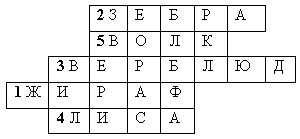 2 З Е Б Р А
5 В О Л К
3 В Е Р Б Л Ю Д
1 Ж И Р А Ф
4 Л И С А